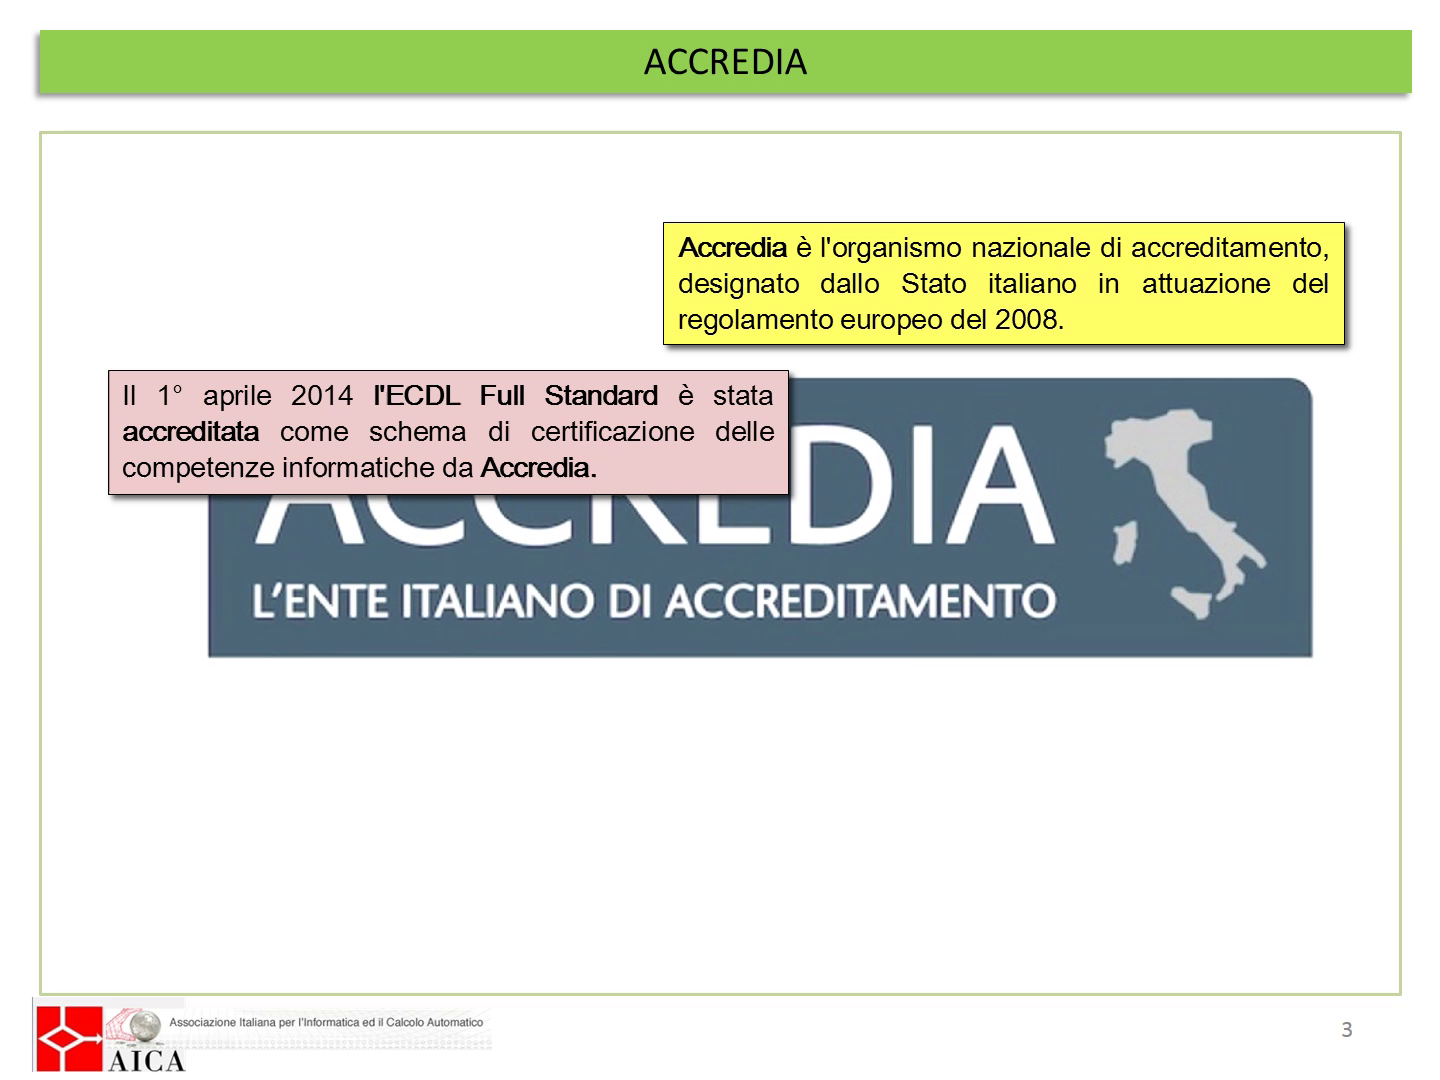 ACCREDIA
Accredia è l'organismo nazionale di accreditamento,
designato dallo Stato italiano in attuazione del
regolamento europeo del 2008.
Il 1° aprile 2014 l'ECDL Full Standard è stata
accreditata come schema di certificazione delle
competenze informatiche da Accredia.
ACCREDIA
L'ENTE ITALIANO DI ACCREDITAMENTO
Associazione Italiana per l'Informatica ed il Calcolo Automatico
AICA
3